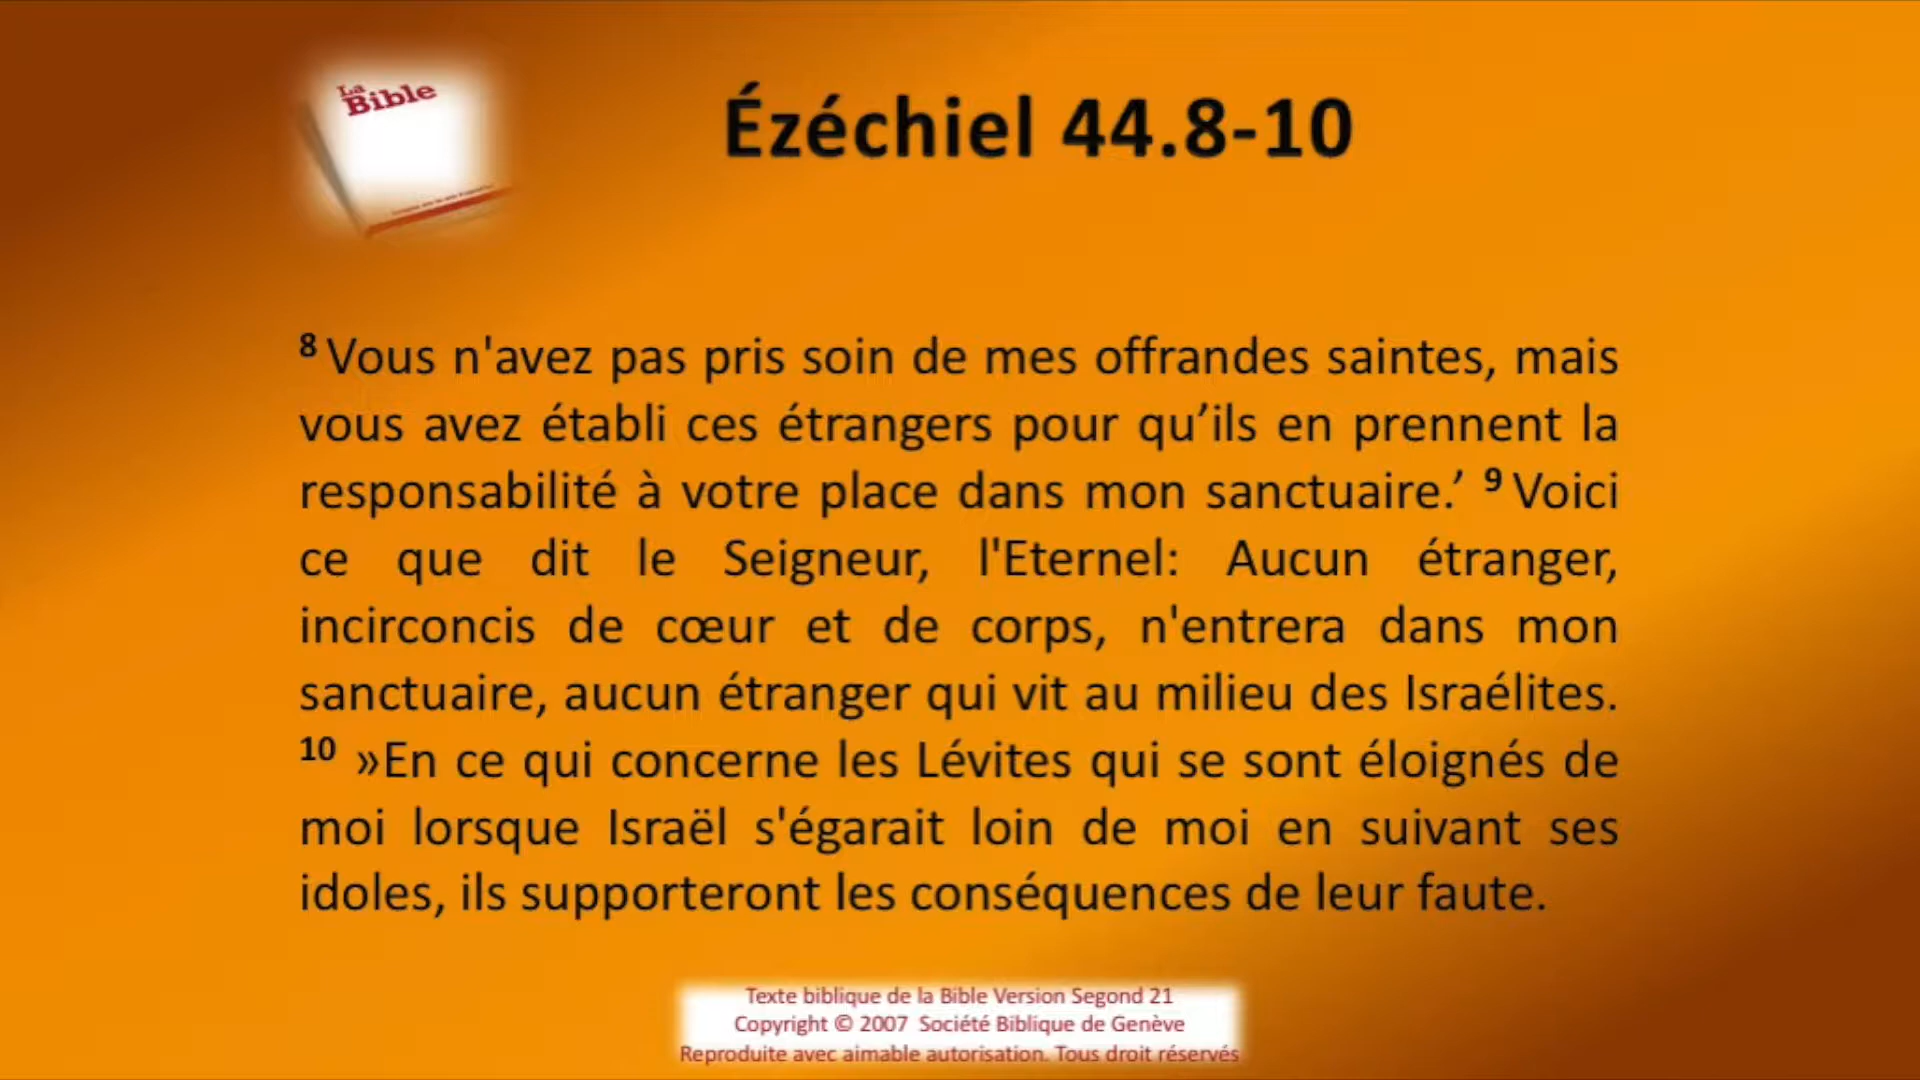 La
Bible
Ézéchiel 44.8-10
8 Vous n'avez pas pris soin de mes offrandes saintes, mais
vous avez établi ces étrangers pour qu’ils en prennent la
responsabilité à votre place dans mon sanctuaire.’ 9 Voici
ce que dit le Seigneur, l'Eternel: Aucun étranger,
incirconcis de cœur et de corps, n'entrera dans mon
sanctuaire, aucun étranger qui vit au milieu des Israélites.
10 »En ce qui concerne les Lévites qui se sont éloignés de
moi lorsque Israël s'égarait loin de moi en suivant ses
idoles, ils supporteront les conséquences de leur faute.
Texte biblique de la Bible Version Segond 21
Copyright © 2007 Société Biblique de Genève
Reproduite avec aimable autorisation. Tous droit réservés